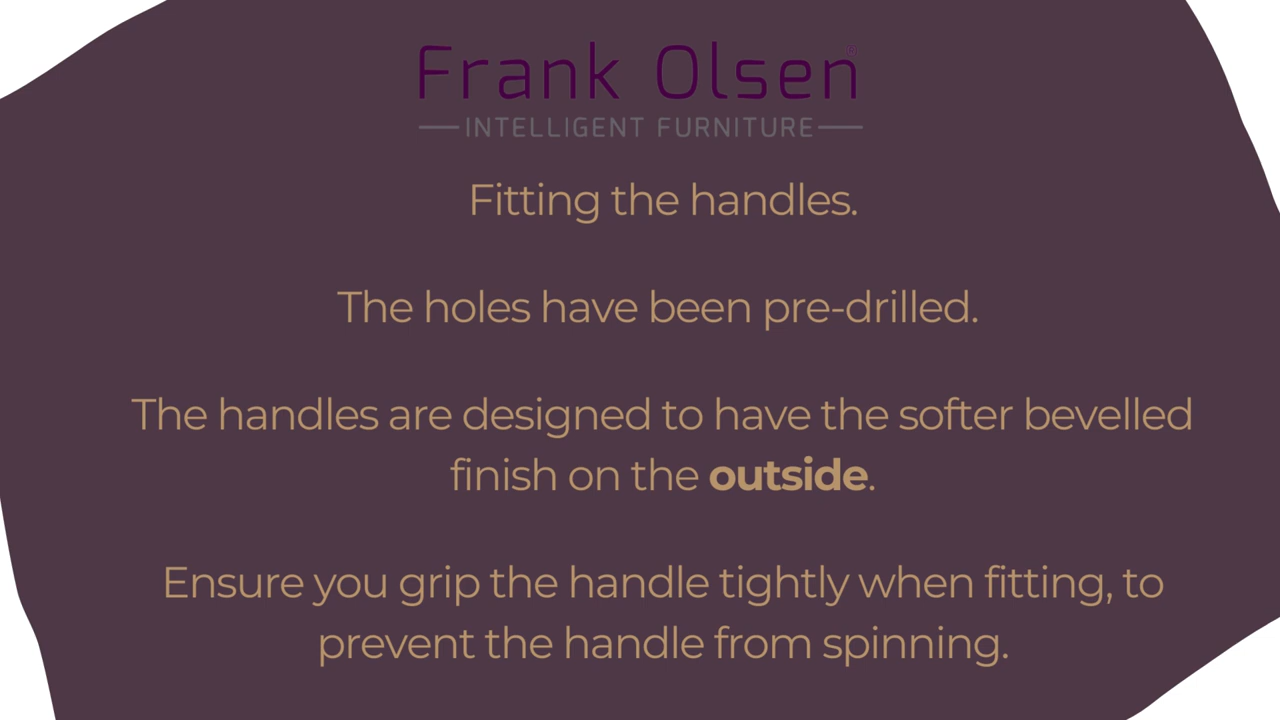 Frank Olsen®
INTELLIGENT FURNITURE
Fitting the handles.
The holes have been pre-drilled.
The handles are designed to have the softer bevelled
finish on the outside.
Ensure you grip the handle tightly when fitting, to
prevent the handle from spinning.